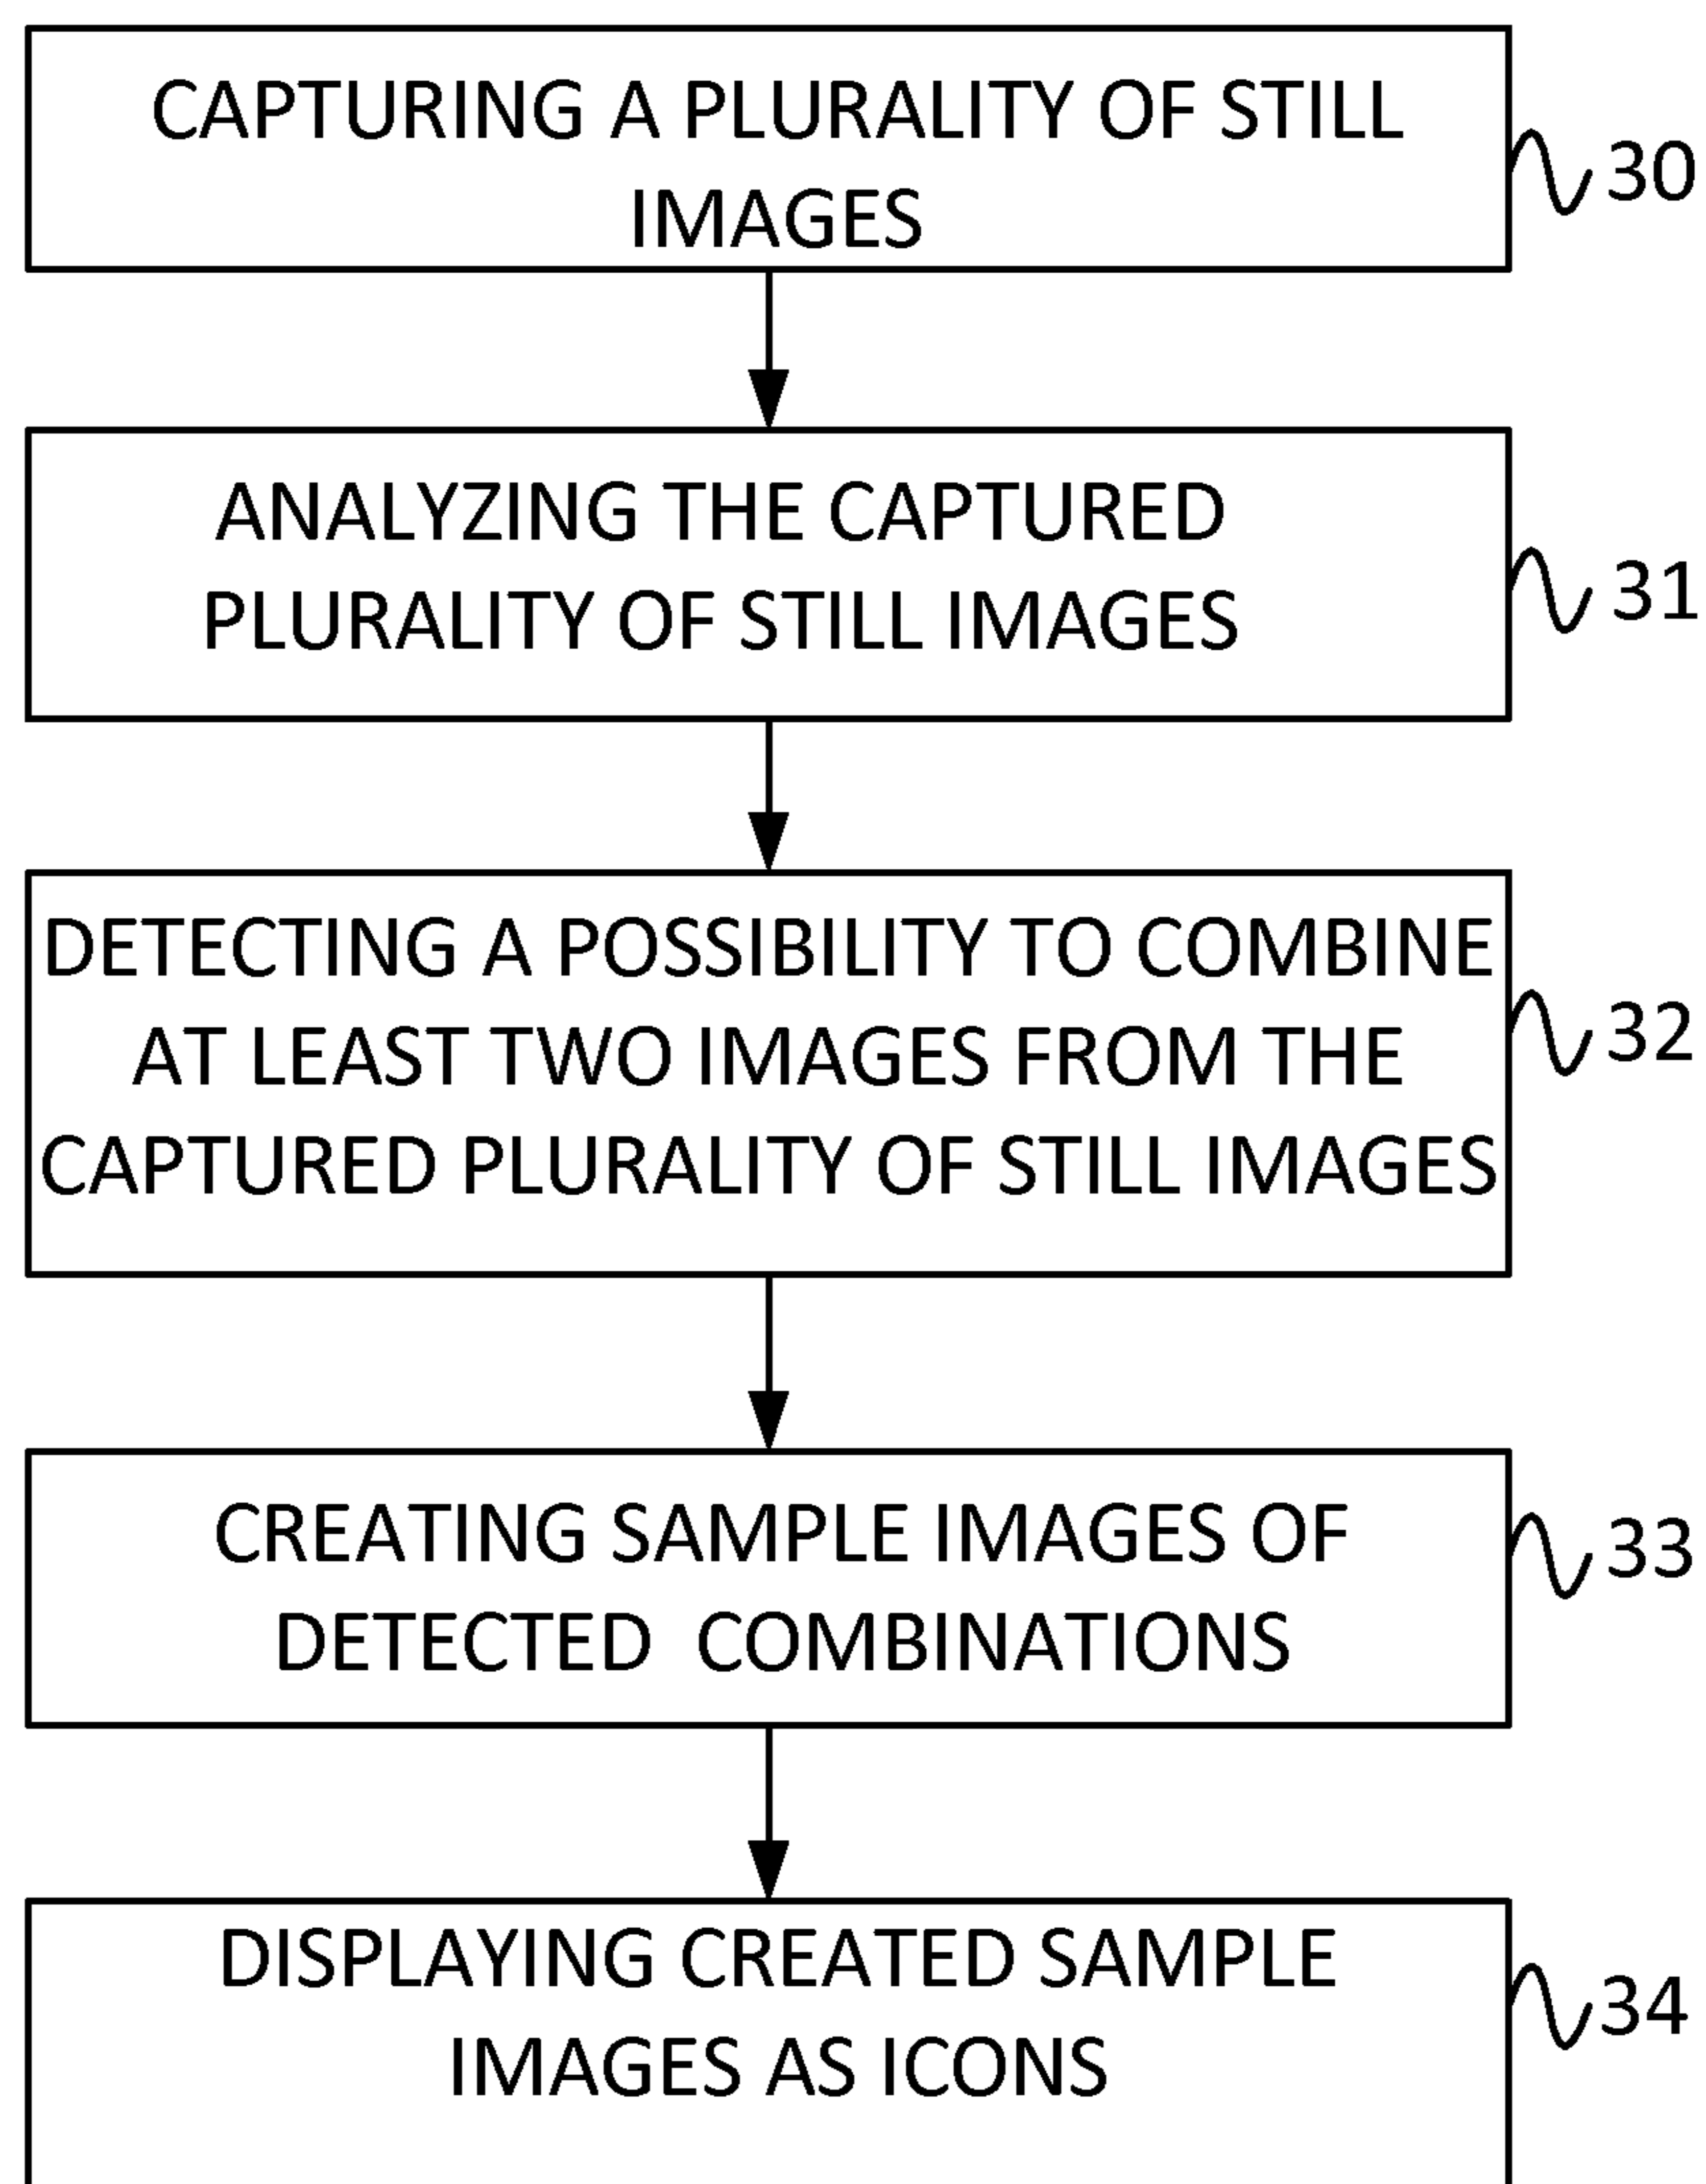 CAPTURING A PLURALITY OF STILL
IMAGES
30
ANALYZING THE CAPTURED
PLURALITY OF STILL IMAGES
31
DETECTING A POSSIBILITY TO COMBINE
AT LEAST TWO IMAGES FROM THE
CAPTURED PLURALITY OF STILL IMAGES
32
CREATING SAMPLE IMAGES OF
DETECTED COMBINATIONS
33
DISPLAYING CREATED SAMPLE
IMAGES AS ICONS
34